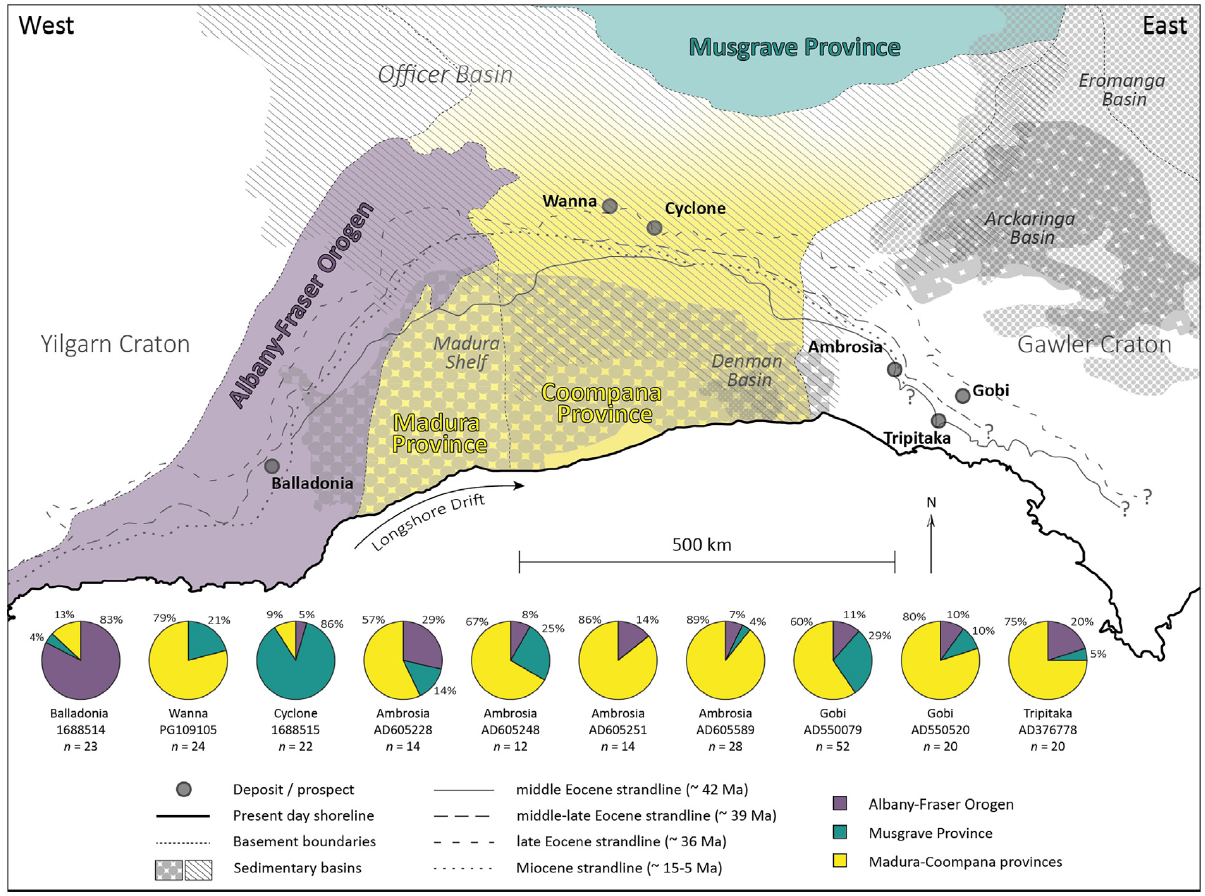 West
East
Musgrave Province
Officer Basin
Eromanga
Basin
Albany-Fraser Orogen
Wanna
Cyclone
Arckaringa
Basin
Yilgarn Craton
Madura
Shelf
Denman
Basin
Ambrosia
Gawler Craton
Coompana
Province
Gobi
?
Madura
Province
Tripitaka
?
Balladonia
?
?
Longshore Drift
N
500 km
13%
83%
4%
79%
21%
9%
5%
86%
57%
29%
14%
67%
8%
25%
86%
14%
89%
7%
4%
60%
11%
29%
80%
10%
10%
75%
20%
5%
Balladonia
1688514
n = 23
Wanna
PG109105
n = 24
Cyclone
1688515
n = 22
Ambrosia
AD605228
n = 14
Ambrosia
AD605248
n = 12
Ambrosia
AD605251
n = 14
Ambrosia
AD605589
n = 28
Gobi
AD550079
n = 52
Gobi
AD550520
n = 20
Tripitaka
AD376778
n = 20
Deposit / prospect
Present day shoreline
Basement boundaries
Sedimentary basins
middle Eocene strandline (~ 42 Ma)
middle-late Eocene strandline (~ 39 Ma)
late Eocene strandline (~ 36 Ma)
Miocene strandline (~ 15-5 Ma)
Albany-Fraser Orogen
Musgrave Province
Madura-Coompana provinces